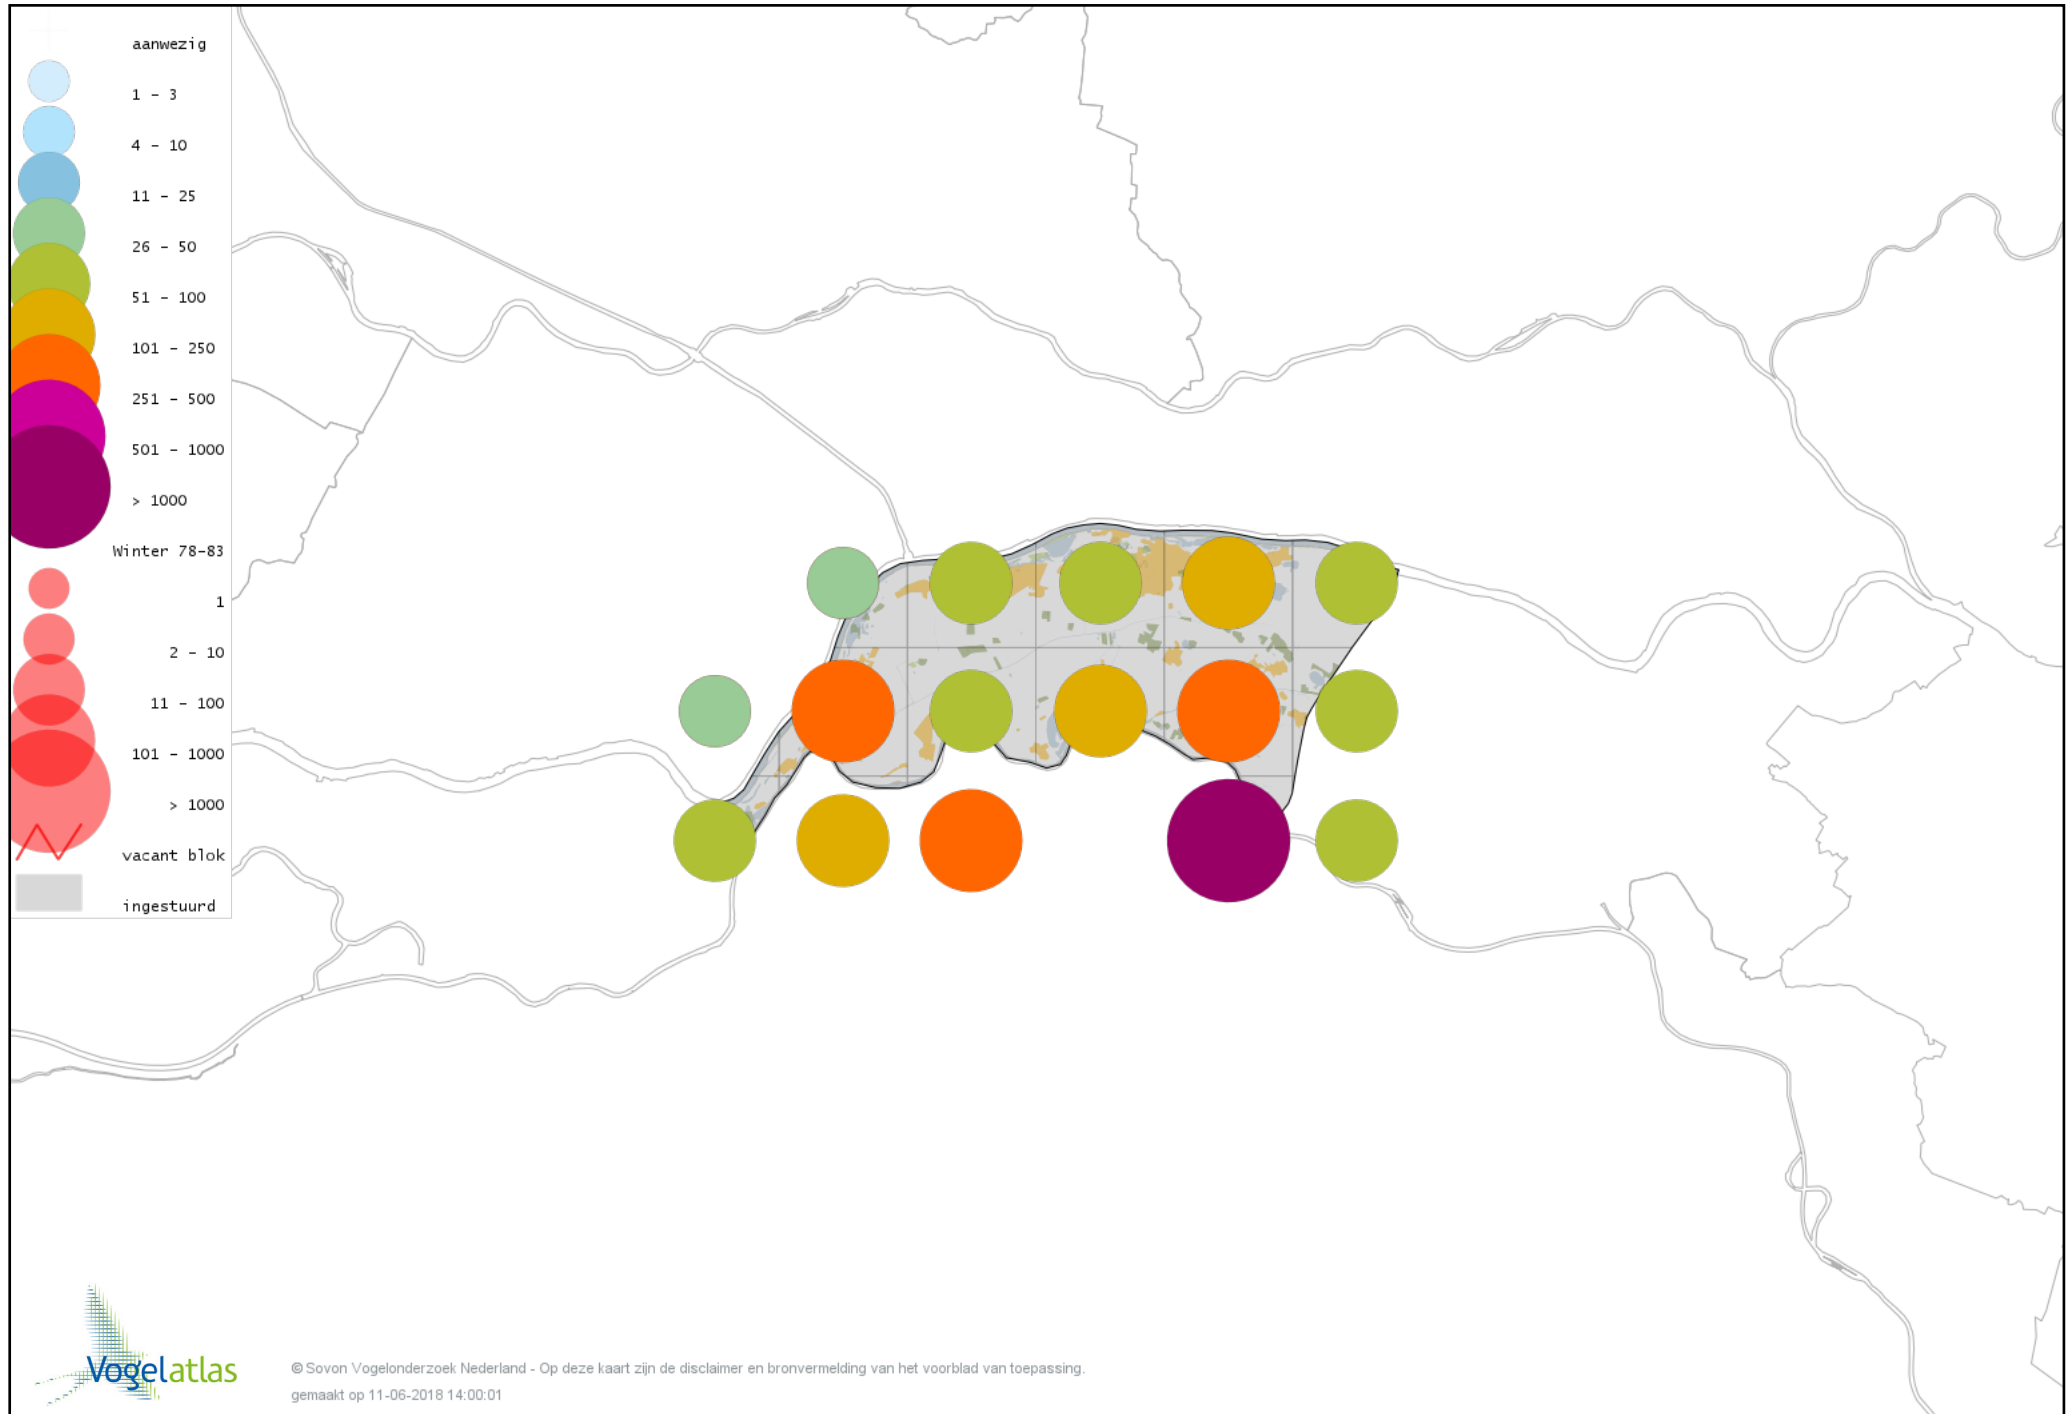 aanwezig
1 - 3
4 - 10
11 - 25
26 - 50
51 - 100
101 - 250
251 - 500
501 - 1000
> 1000
Winter 78-83
1
2 - 10
11 - 100
101 - 1000
> 1000
vacant blok
ingestuurd
Vogelatlas
© Sovon Vogelonderzoek Nederland - Op deze kaart zijn de disclaimer en bronvermelding van het voorblad van toepassing.
gemaakt op 11-06-2018 14:00:01